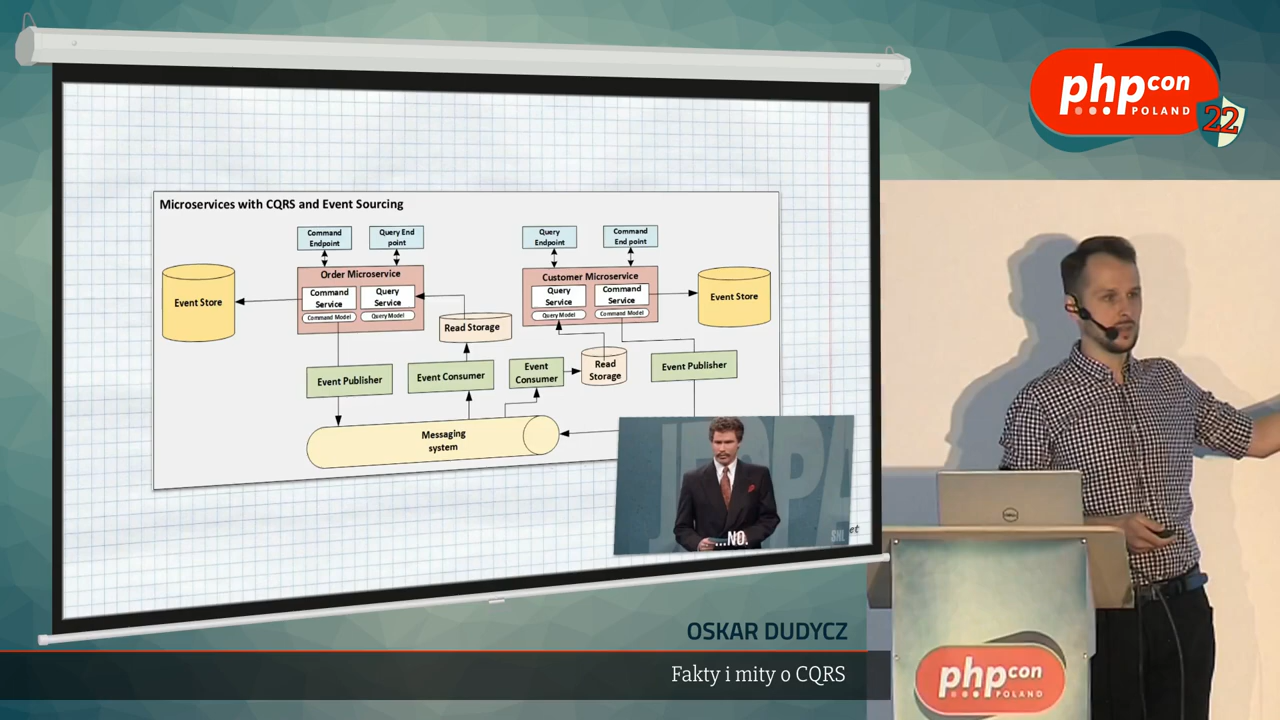 php con
POLAND
22
Microservices with CQRS and Event Sourcing
Command
Endpoint
Query End
point
Query
Endpoint
Command
End point
Order Microservice
Customer Microservice
Event Store
Command
Service
Query
Service
Command Model
Query Model
Query
Service
Command
Service
Query Model
Command Model
Event Store
Read Storage
Event Publisher
Event Consumer
Event
Consumer
Read
Storage
Event Publisher
Messaging
system
JEOPA
...NO.
SNL
et
DELL
OSKAR DUDYCZ
Fakty i mity o CQRS
php con
POLAND